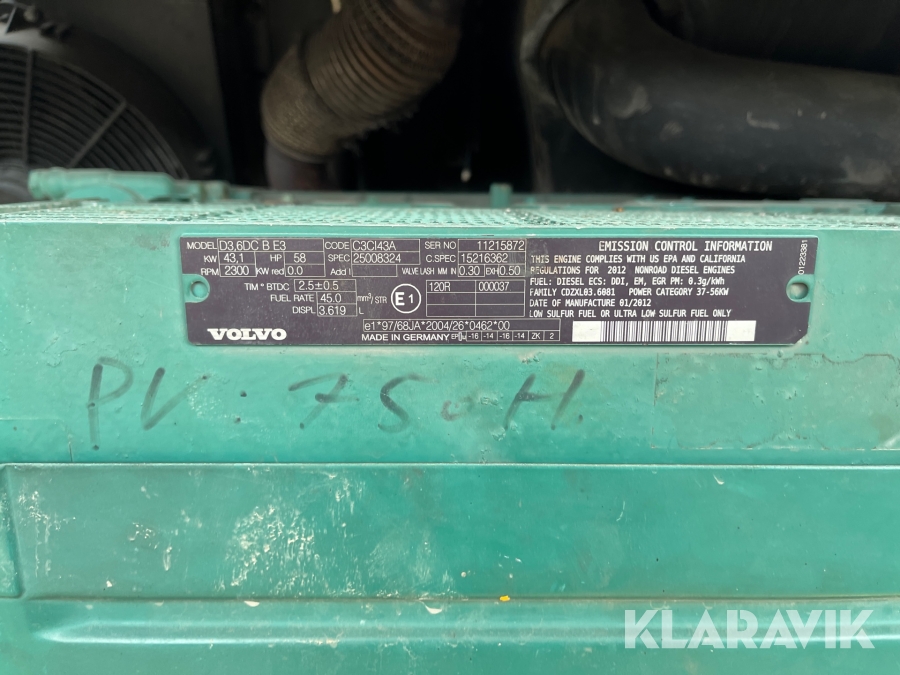 MODEL D3,6DC B E3 CODE C3CI43A SER NO 11215872
KW 43,1 HP 58 SPEC 25008324 C.SPEC 15216362
RPM 2300 KW red 0.0 Add I VALVE LASH MM IN 0.30 EXH 0.50
TIM ° BTDC 2.5±0.5 E1 120R 000037
FUEL RATE 45.0 mm³/ STR
DISPL 3.619 L
e1*97/68JA*2004/26*0462*00
VOLVO MADE IN GERMANY -16 -14 -16 -14 ZK 2
EMISSION CONTROL INFORMATION
THIS ENGINE COMPLIES WITH US EPA AND CALIFORNIA
REGULATIONS FOR 2012 NONROAD DIESEL ENGINES
FUEL: DIESEL ECS: DDI, EM, EGR PM: 0.3g/kWh
FAMILY CDZXL03.6081 POWER CATEGORY 37-56KW
DATE OF MANUFACTURE 01/2012
LOW SULFUR FUEL OR ULTRA LOW SULFUR FUEL ONLY
01223381
PV. 750H.
KLARAVIK